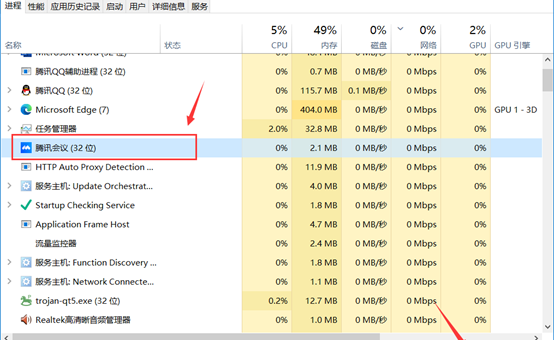 进程 性能 应用历史记录 启动 用户 详细信息 服务
5% 49% 0% 0% 2%
名称 状态 CPU 内存 磁盘 网络 GPU GPU 引擎
Microsoft Word (32 位) 0% 0 MB/秒 0 Mbps 0%
腾讯QQ辅助进程 (32 位) 0% 0.7 MB 0 MB/秒 0 Mbps 0%
腾讯QQ (32 位) 0% 115.7 MB 0.1 MB/秒 0 Mbps 0%
Microsoft Edge (7) 0% 404.0 MB 0 MB/秒 0 Mbps 0% GPU 1 - 3D
任务管理器 2.0% 32.8 MB 0 MB/秒 0 Mbps 0%
腾讯会议 (32 位) 0% 2.1 MB 0 MB/秒 0 Mbps 0%
HTTP Auto Proxy Detection ... 0% 11.9 MB 0 MB/秒 0 Mbps 0%
服务主机: Update Orchestrat... 0% 4.0 MB 0 MB/秒 0 Mbps 0%
Startup Checking Service 0% 1.8 MB 0 MB/秒 0 Mbps 0%
Application Frame Host 0% 4.7 MB 0 MB/秒 0 Mbps 0%
流量监控器 0% 2.4 MB 0 MB/秒 0 Mbps 0%
服务主机: Function Discovery ... 0% 1.8 MB 0 MB/秒 0 Mbps 0%
服务主机: Network Connecte... 0% 1.1 MB 0 MB/秒 0 Mbps 0%
trojan-qt5.exe (32 位) 0.2% 12.7 MB 0 MB/秒 0 Mbps 0%
Realtek高清晰音频管理器 0% 1.0 MB 0 MB/秒 0 Mbps 0%